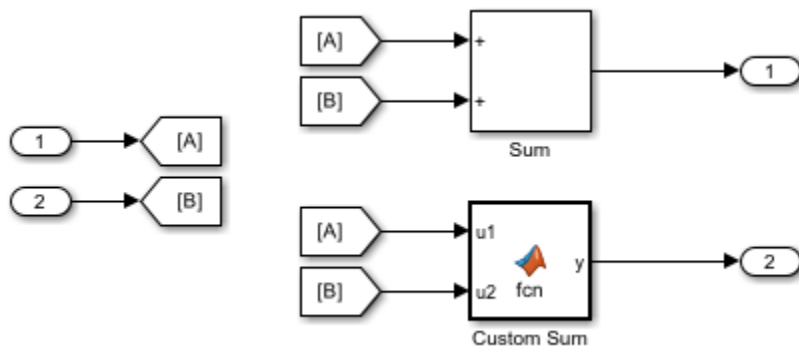 [A]
+
1
[B]
+
Sum
1
[A]
2
[B]
[A]
u1
fcn
y
2
[B]
u2
Custom Sum